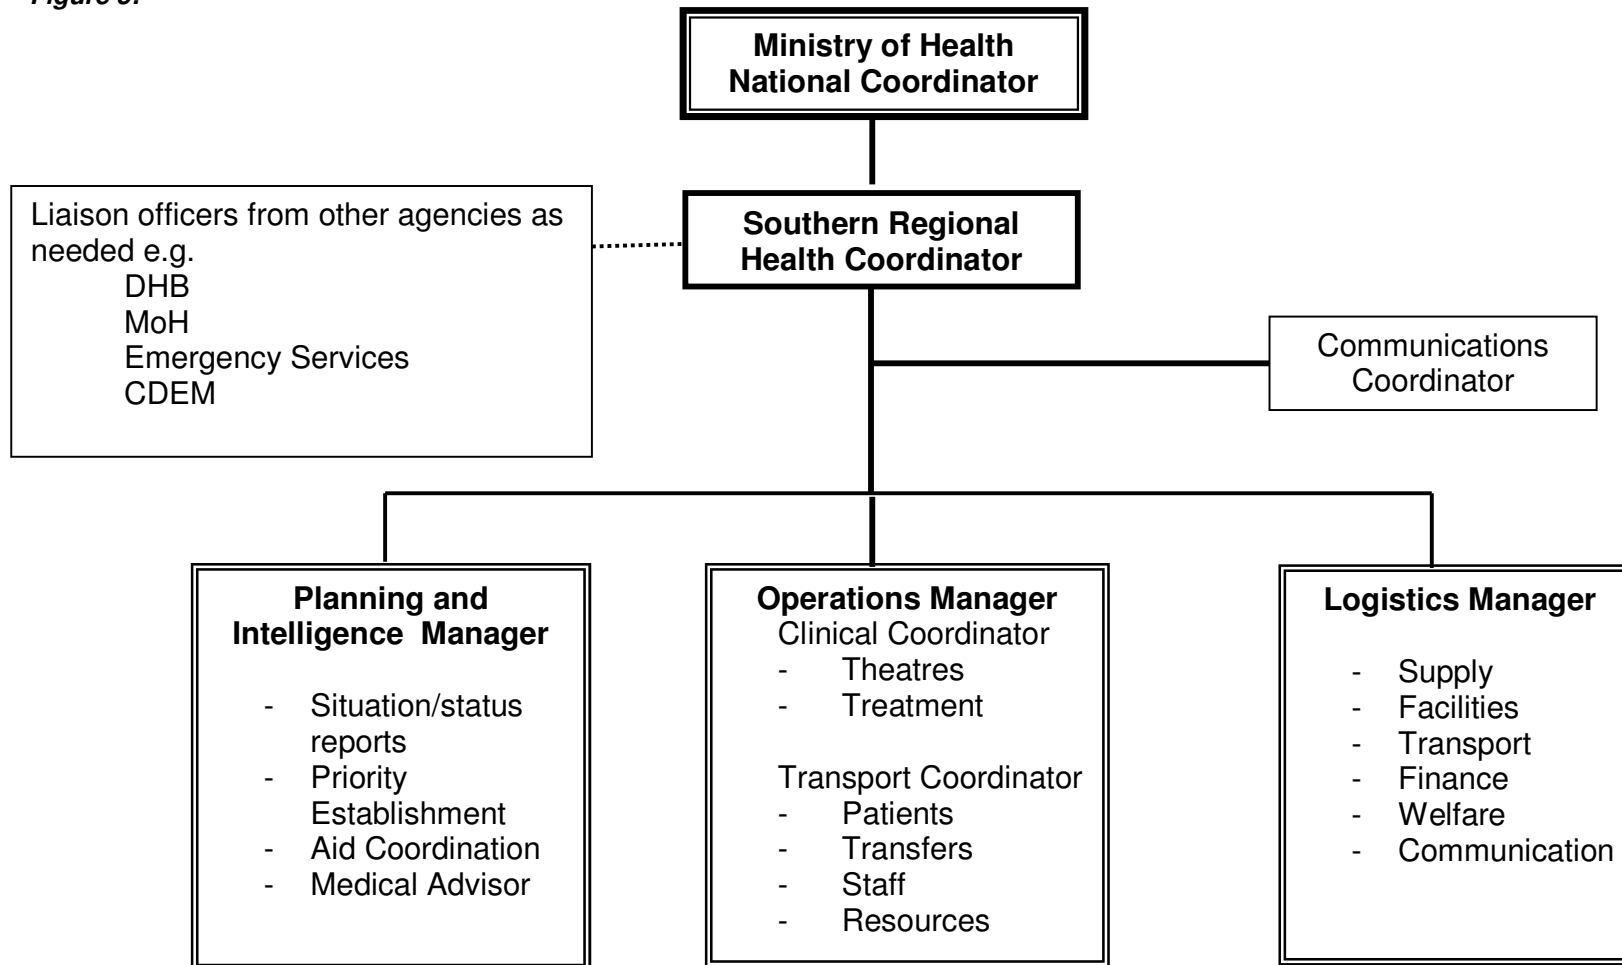 Ministry of Health
National Coordinator
Liaison officers from other agencies as
needed e.g.
DHB
MoH
Emergency Services
CDEM
Southern Regional
Health Coordinator
Communications
Coordinator
Planning and
Intelligence Manager
- Situation/status
reports
- Priority
Establishment
- Aid Coordination
- Medical Advisor
Operations Manager
Clinical Coordinator
- Theatres
- Treatment
Transport Coordinator
- Patients
- Transfers
- Staff
- Resources
Logistics Manager
- Supply
- Facilities
- Transport
- Finance
- Welfare
- Communication